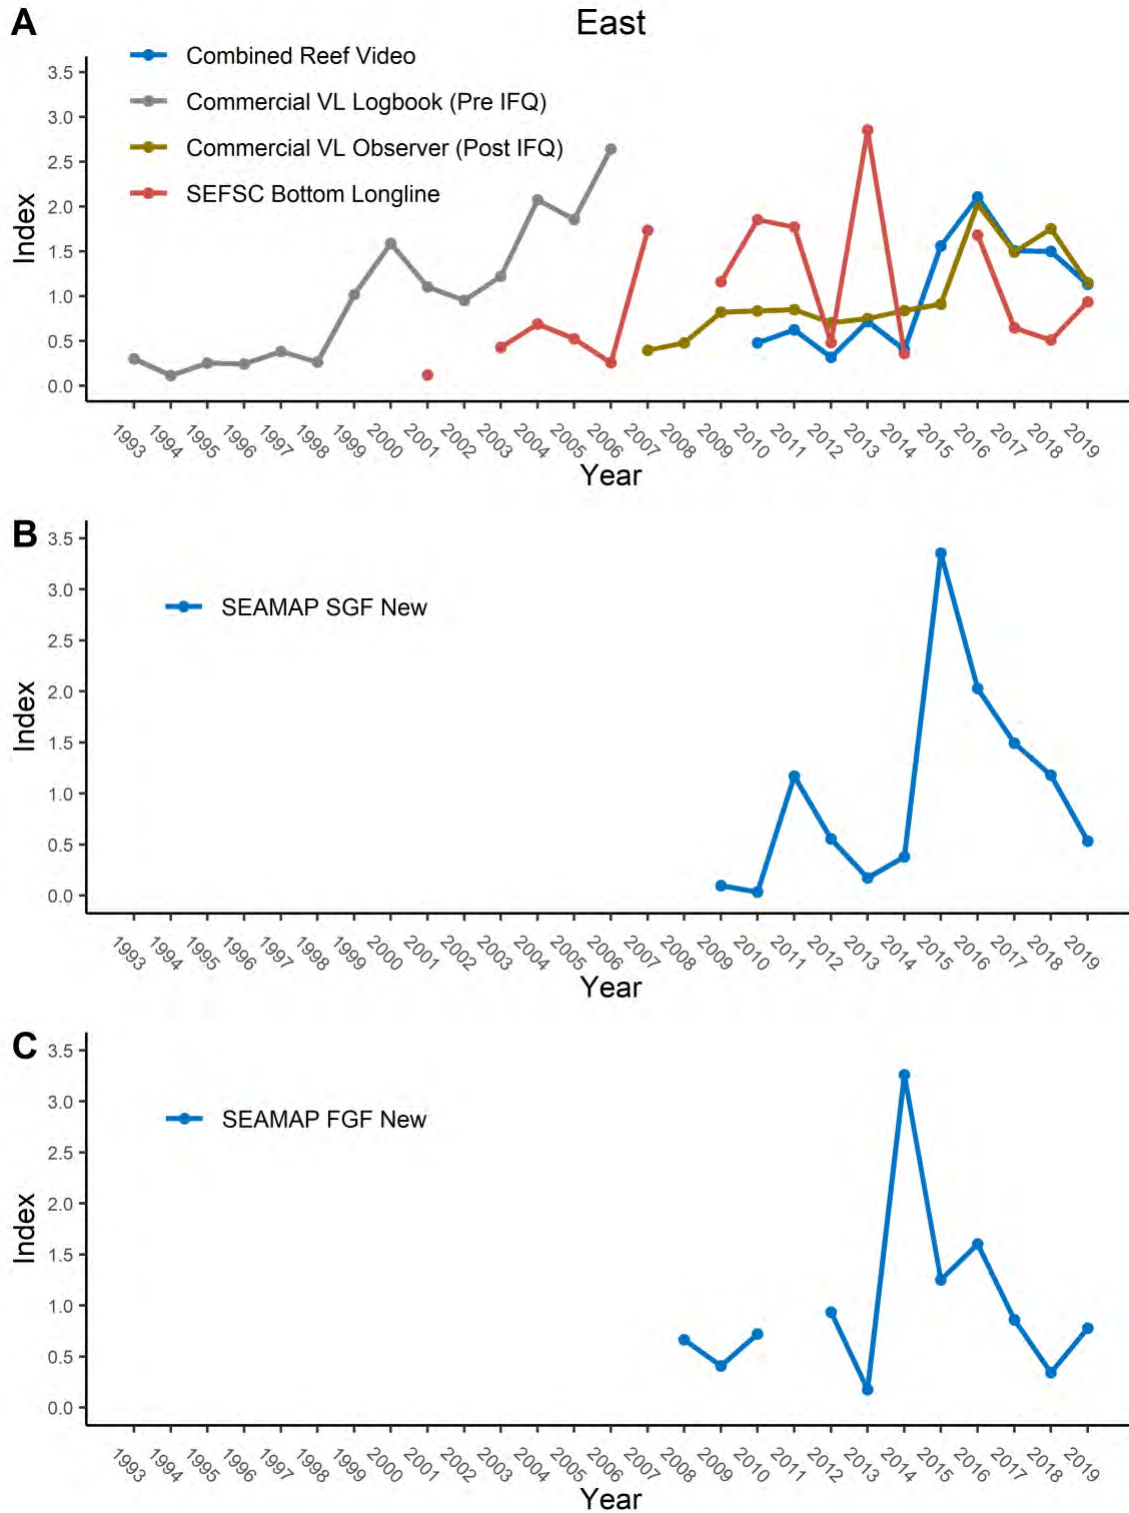 A
East
Combined Reef Video
Commercial VL Logbook (Pre IFQ)
Commercial VL Observer (Post IFQ)
SEFSC Bottom Longline
3.5
3.0
2.5
2.0
1.5
1.0
0.5
0.0
Index
1993 1994 1995 1996 1997 1998 1999 2000 2001 2002 2003 2004 2005 2006 2007 2008 2009 2010 2011 2012 2013 2014 2015 2016 2017 2018 2019
Year
B
SEAMAP SGF New
3.5
3.0
2.5
2.0
1.5
1.0
0.5
0.0
Index
1993 1994 1995 1996 1997 1998 1999 2000 2001 2002 2003 2004 2005 2006 2007 2008 2009 2010 2011 2012 2013 2014 2015 2016 2017 2018 2019
Year
C
SEAMAP FGF New
3.5
3.0
2.5
2.0
1.5
1.0
0.5
0.0
Index
1993 1994 1995 1996 1997 1998 1999 2000 2001 2002 2003 2004 2005 2006 2007 2008 2009 2010 2011 2012 2013 2014 2015 2016 2017 2018 2019
Year